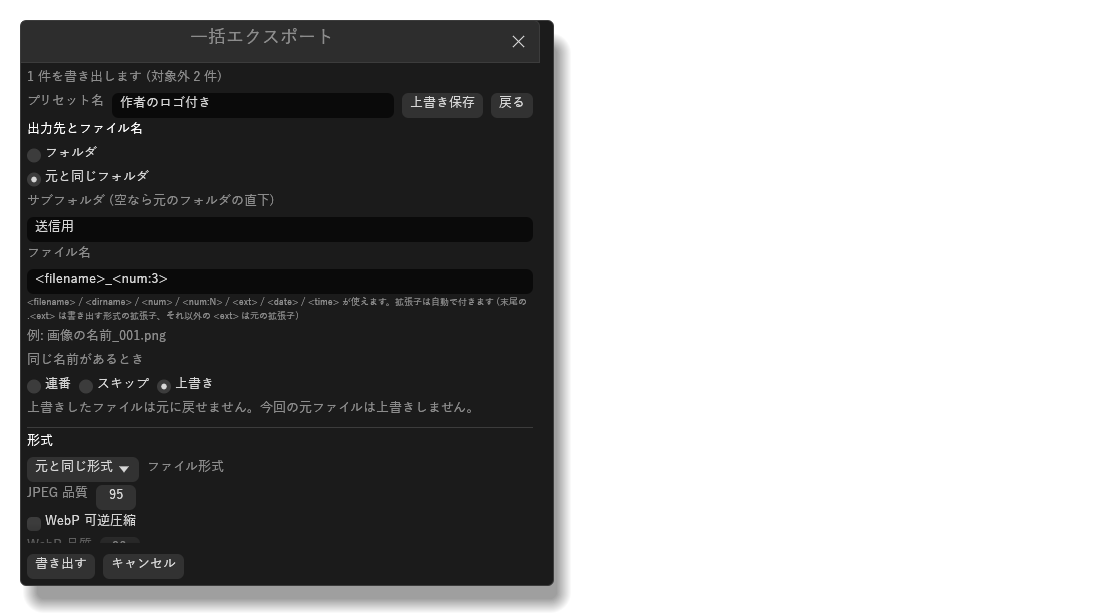 一括エクスポート
1 件を書き出します (対象外 2 件)
プリセット名 作者のロゴ付き 上書き保存 戻る
出力先とファイル名
フォルダ
元と同じフォルダ
サブフォルダ (空なら元のフォルダの直下)
送信用
ファイル名
<filename>_<num:3>
<filename> / <dirname> / <num> / <num:N> / <ext> / <date> / <time> が使えます。拡張子は自動で付きます (末尾の
.<ext> は書き出す形式の拡張子、それ以外の <ext> は元の拡張子)
例: 画像の名前_001.png
同じ名前があるとき
連番 スキップ 上書き
上書きしたファイルは元に戻せません。今回の元ファイルは上書きしません。
形式
元と同じ形式 ファイル形式
JPEG 品質 95
WebP 可逆圧縮
WebP 品質
書き出す キャンセル